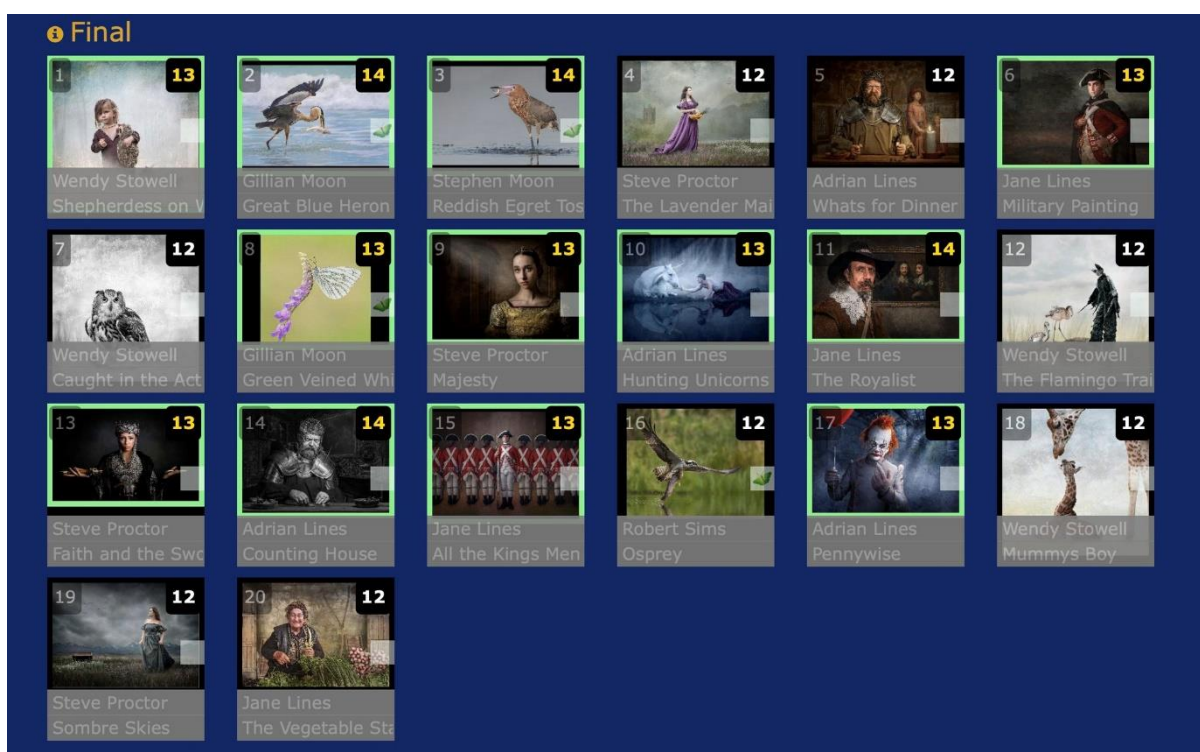 Final
1 13
Wendy Stowell
Shepherdess on
2 14
Gillian Moon
Great Blue Heron
3 14
Stephen Moon
Reddish Egret Tos
4 12
Steve Proctor
The Lavender Mai
5 12
Adrian Lines
Whats for Dinner
6 13
Jane Lines
Military Painting
7 12
Wendy Stowell
Caught in the Act
8 13
Gillian Moon
Green Veined Whi
9 13
Steve Proctor
Majesty
10 13
Adrian Lines
Hunting Unicorns
11 14
Jane Lines
The Royalist
12 12
Wendy Stowell
The Flamingo Trai
13 13
Steve Proctor
Faith and the Swo
14 14
Adrian Lines
Counting House
15 13
Jane Lines
All the Kings Men
16 12
Robert Sims
Osprey
17 13
Adrian Lines
Pennywise
18 12
Wendy Stowell
Mummys Boy
19 12
Steve Proctor
Sombre Skies
20 12
Jane Lines
The Vegetable Sta